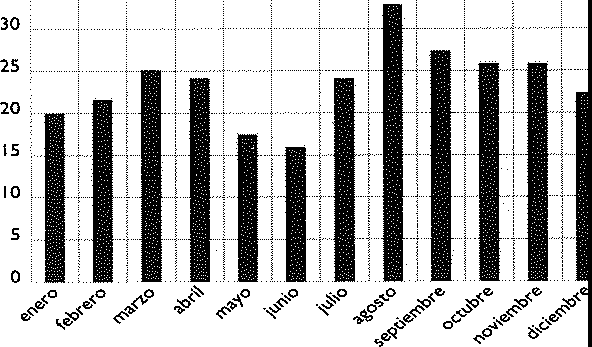 30
25
20
15
10
5
0
enero
febrero
marzo
abril
mayo
junio
julio
agosto
septiembre
octubre
noviembre
diciembre